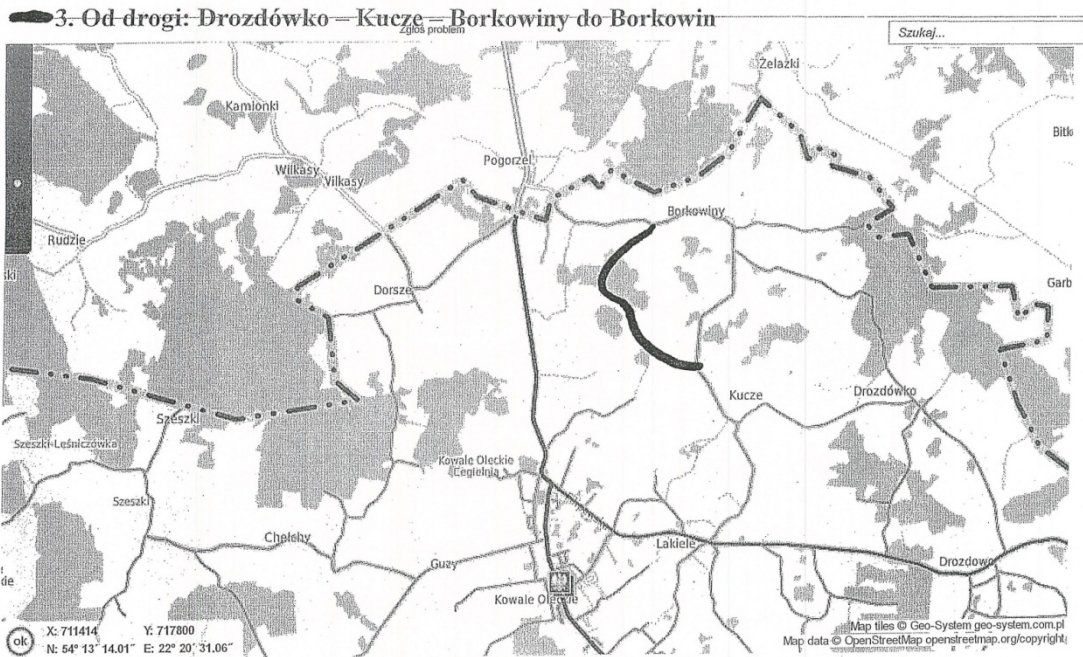 3. Od drogi: Drozdówko – Kucze – Borkowiny do Borkowin
Zgłoś problem
Szukaj...
Żelazki
Kamionki
Bitk
Pogorzel
Wilkasy
Vilkasy
Borkowiny
Rudzie
ski
Garb
Dorsze
Kucze
Drozdówko
Szeszki
Szeszki-Leśniczówka
Kowale Oleckie
Cegielnia
Szeszki
Chełchy
Lakiele
Guzy
Drozdowo
kie
Kowale Oleckie
X: 711414 Y: 717800
ok
N: 54° 13' 14.01" E: 22° 20' 31.06"
Map tiles © Geo-System geo-system.com.pl
Map data © OpenStreetMap openstreetmap.org/copyright